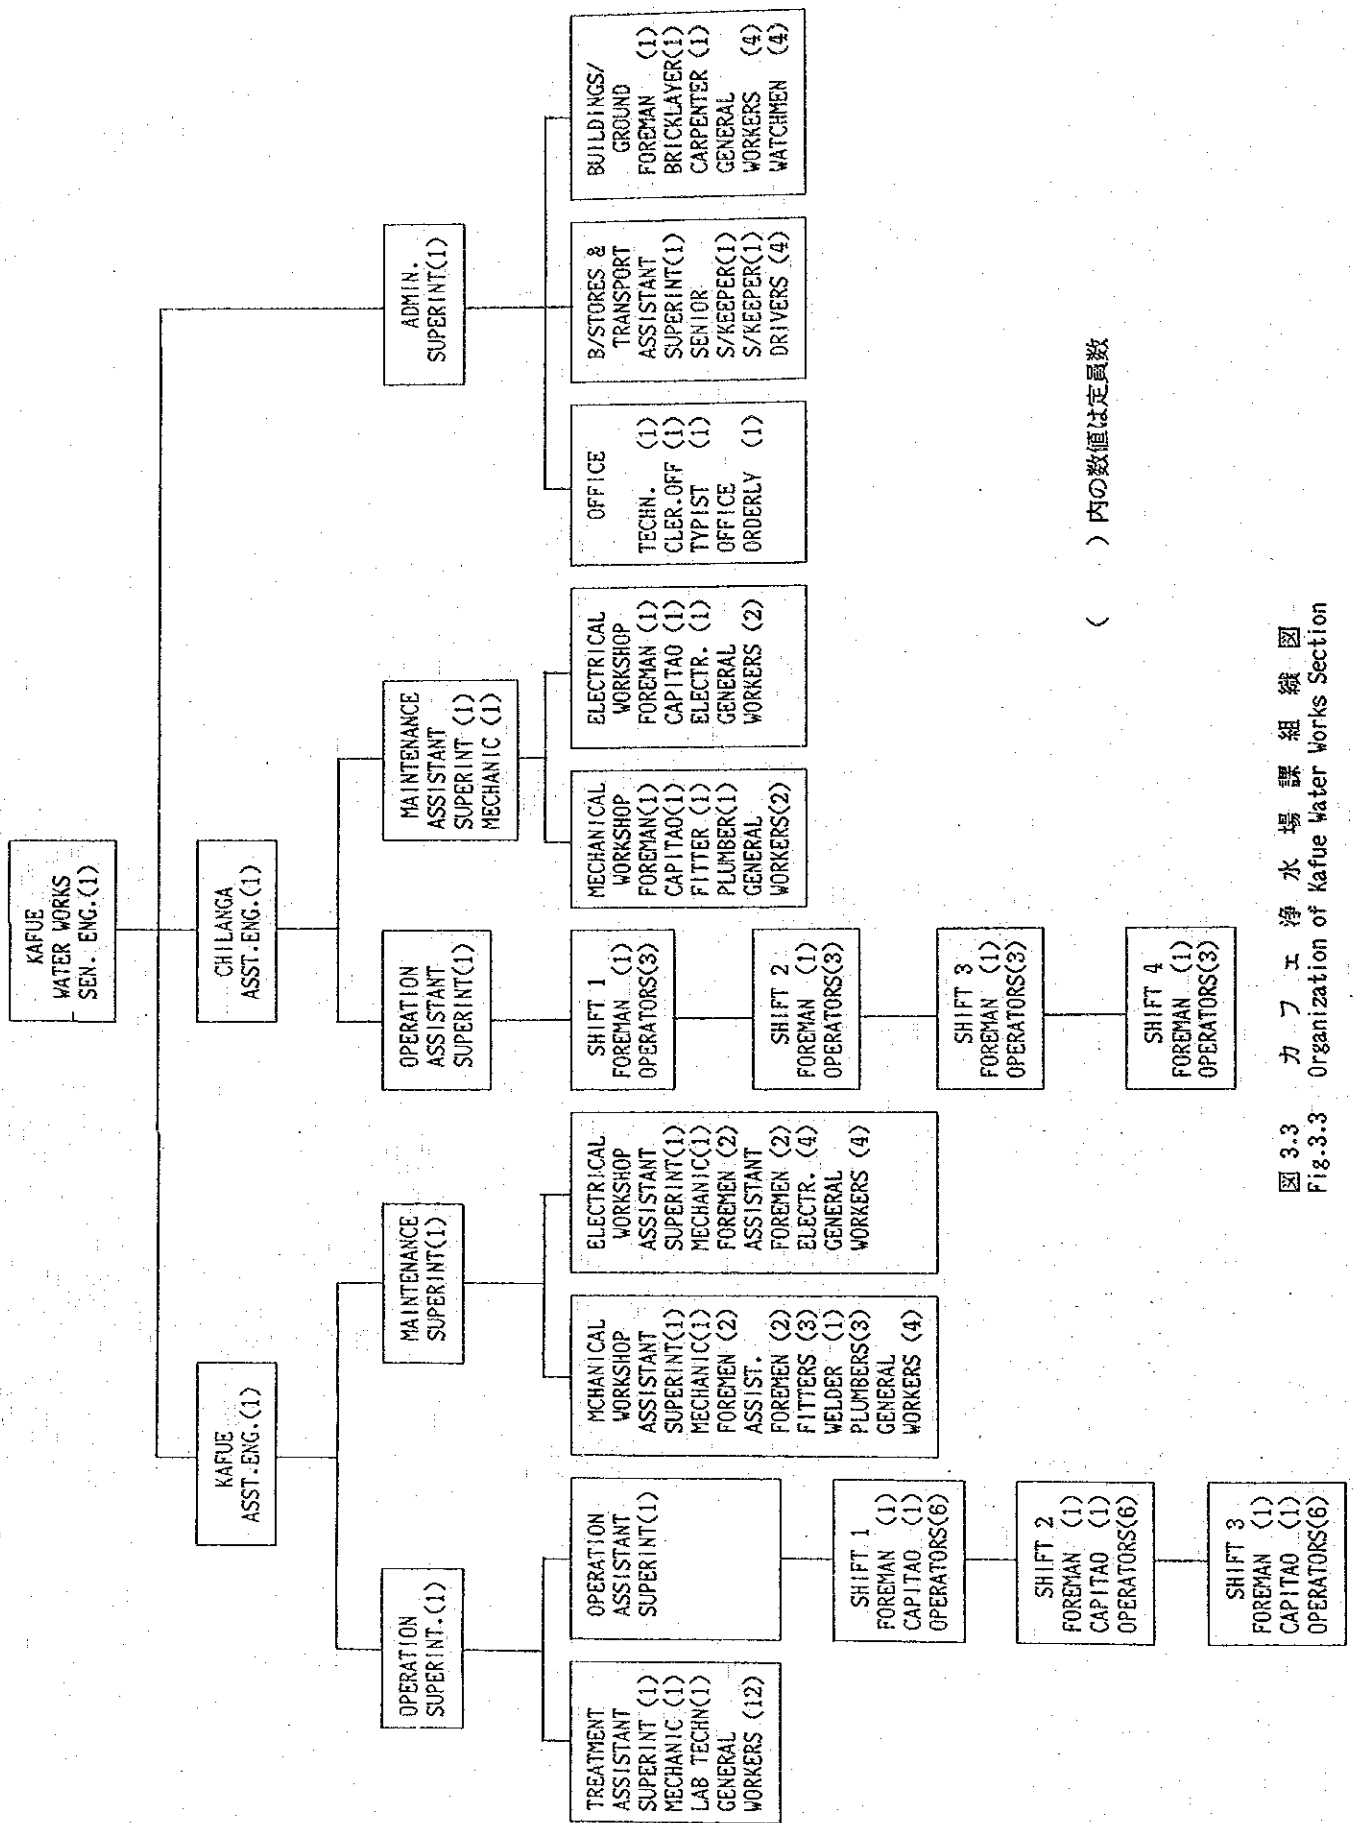 KAFUE
WATER WORKS
SEN. ENG.(1)
KAFUE
ASST.ENG.(1)
CHILANGA
ASST.ENG.(1)
OPERATION
SUPERINT.(1)
MAINTENANCE
SUPERINT(1)
OPERATION
ASSISTANT
SUPERINT(1)
MAINTENANCE
ASSISTANT
SUPERINT (1)
MECHANIC (1)
ADMIN.
SUPERINT(1)
TREATMENT
ASSISTANT
SUPERINT (1)
MECHANIC (1)
LAB TECHN(1)
GENERAL
WORKERS (12)
OPERATION
ASSISTANT
SUPERINT(1)
MCHANICAL
WORKSHOP
ASSISTANT
SUPERINT(1)
MECHANIC(1)
FOREMEN (2)
ASSIST.
FOREMEN (2)
FITTERS (3)
WELDER (1)
PLUMBERS(3)
GENERAL
WORKERS (4)
ELECTRICAL
WORKSHOP
ASSISTANT
SUPERINT(1)
MECHANIC(1)
FOREMEN (2)
ASSISTANT
FOREMEN (2)
ELECTR. (4)
GENERAL
WORKERS (4)
SHIFT 1
FOREMAN (1)
OPERATORS(3)
MECHANICAL
WORKSHOP
FOREMAN(1)
CAPITAO(1)
FITTER (1)
PLUMBER(1)
GENERAL
WORKERS(2)
ELECTRICAL
WORKSHOP
FOREMAN (1)
CAPITAO (1)
ELECTR. (1)
GENERAL
WORKERS (2)
OFFICE
TECHN. (1)
CLER.OFF (1)
TYPIST (1)
OFFICE
ORDERLY (1)
B/STORES &
TRANSPORT
ASSISTANT
SUPERINT(1)
SENIOR
S/KEEPER(1)
S/KEEPER(1)
DRIVERS (4)
BUILDINGS/
GROUND
FOREMAN (1)
BRICKLAYER(1)
CARPENTER (1)
GENERAL
WORKERS (4)
WATCHMEN (4)
SHIFT 1
FOREMAN (1)
CAPITAO (1)
OPERATORS(6)
SHIFT 2
FOREMAN (1)
OPERATORS(3)
SHIFT 2
FOREMAN (1)
CAPITAO (1)
OPERATORS(6)
SHIFT 3
FOREMAN (1)
OPERATORS(3)
SHIFT 3
FOREMAN (1)
CAPITAO (1)
OPERATORS(6)
SHIFT 4
FOREMAN (1)
OPERATORS(3)
( )内の数値は定員数
図 3.3 カフェ浄水場課組織図
Fig.3.3 Organization of Kafue Water Works Section